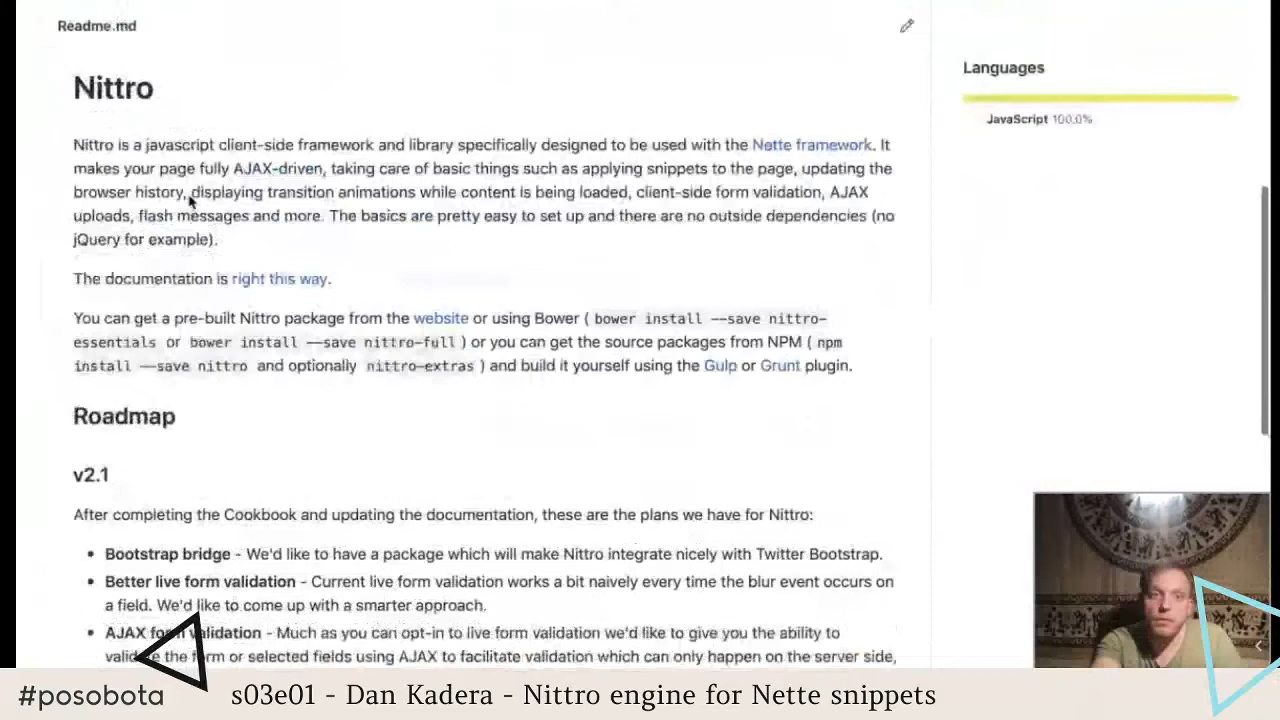 Readme.md
Nittro
Nittro is a javascript client-side framework and library specifically designed to be used with the Nette framework. It
makes your page fully AJAX-driven, taking care of basic things such as applying snippets to the page, updating the
browser history, displaying transition animations while content is being loaded, client-side form validation, AJAX
uploads, flash messages and more. The basics are pretty easy to set up and there are no outside dependencies (no
jQuery for example).
The documentation is right this way.
You can get a pre-built Nittro package from the website or using Bower ( bower install --save nittro-
essentials or bower install --save nittro-full ) or you can get the source packages from NPM ( npm
install --save nittro and optionally nittro-extras ) and build it yourself using the Gulp or Grunt plugin.
Roadmap
v2.1
After completing the Cookbook and updating the documentation, these are the plans we have for Nittro:
• Bootstrap bridge - We'd like to have a package which will make Nittro integrate nicely with Twitter Bootstrap.
• Better live form validation - Current live form validation works a bit naively every time the blur event occurs on
a field. We'd like to come up with a smarter approach.
• AJAX form validation - Much as you can opt-in to live form validation we'd like to give you the ability to
validate the form or selected fields using AJAX to facilitate validation which can only happen on the server side,
Languages
JavaScript 100.0%
#posobota
s03e01 - Dan Kadera - Nittro engine for Nette snippets